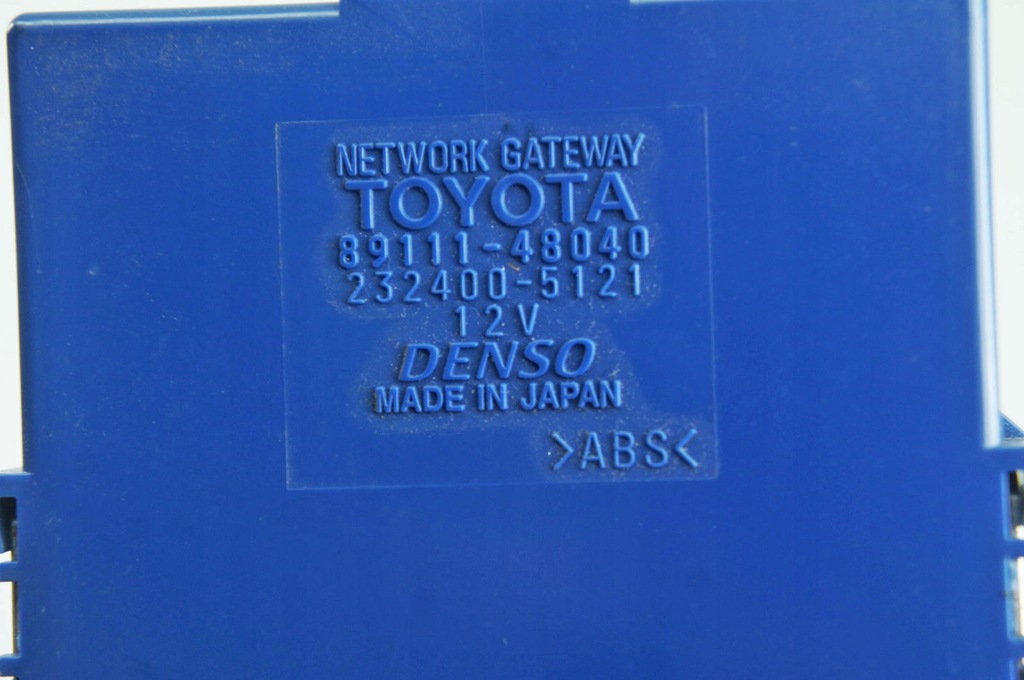 NETWORK GATEWAY
TOYOTA
89111-48040
232400-5121
12V
DENSO
MADE IN JAPAN
>ABS<